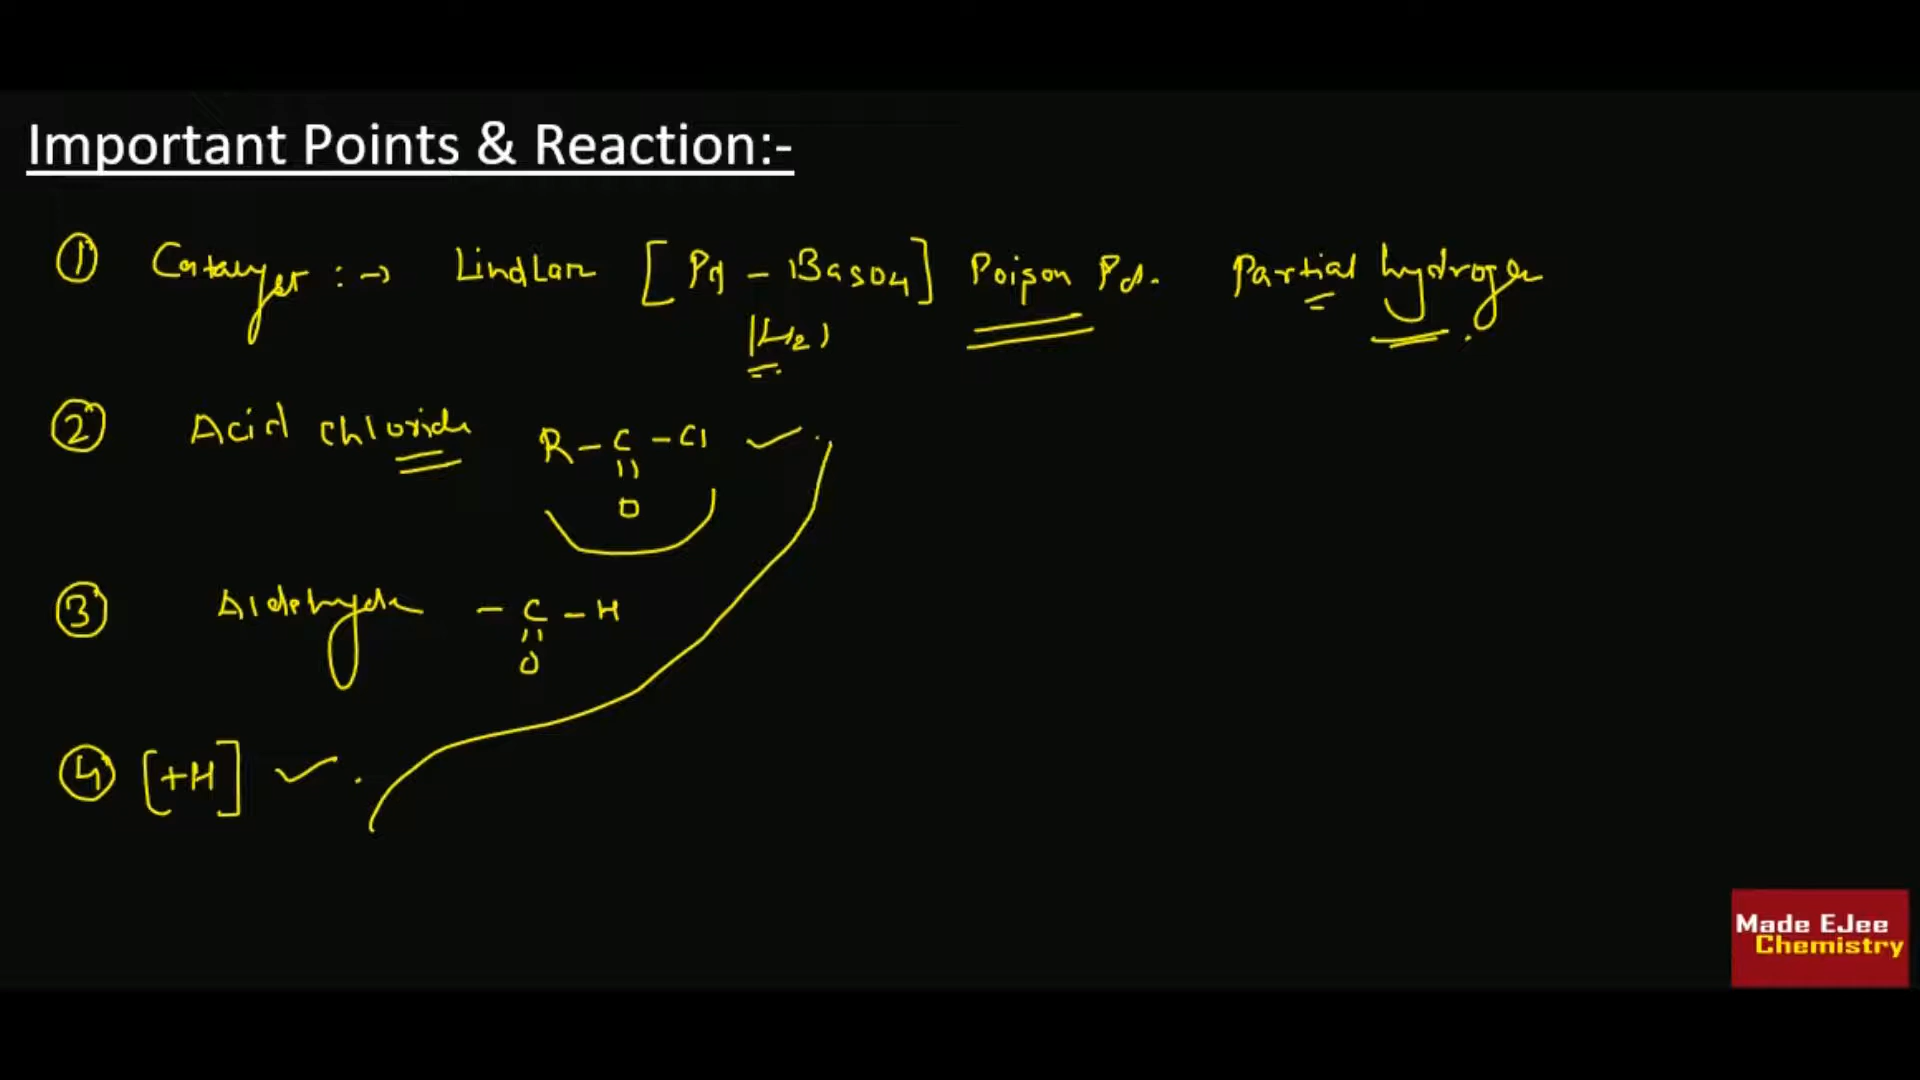 Important Points & Reaction:-
① Catalyst :→ Lindlar [Pd - BaSO4] Poison Pd. Partial hydrogen
H2)
② Acid chloride R - C - Cl ✓
=
O
③ Aldehyde - C - H
=
O
④ [+H] ✓ .
Made EJee
Chemistry